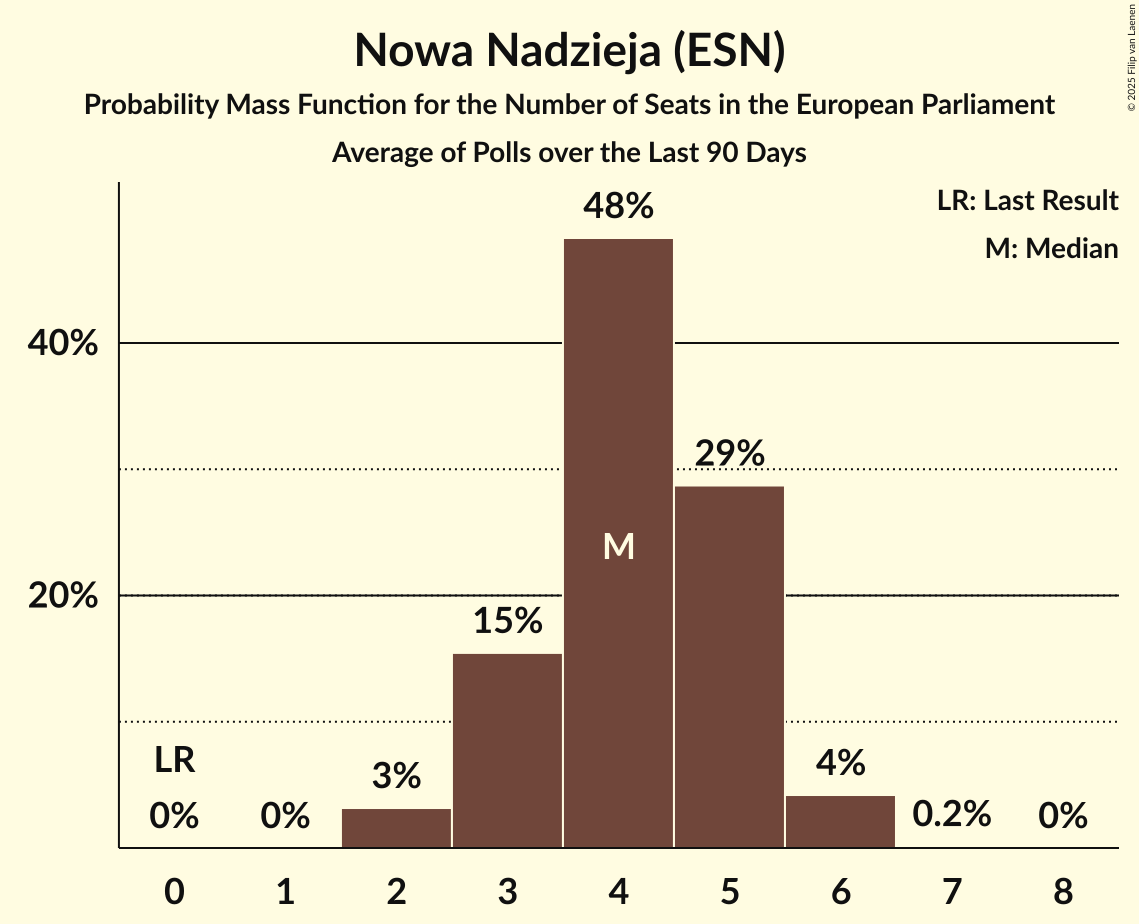 Nowa Nadzieja (ESN)
Probability Mass Function for the Number of Seats in the European Parliament
Average of Polls over the Last 90 Days
© 2025 Filip van Laenen
LR: Last Result
M: Median
48%
40%
29%
M
20%
15%
LR
3%
4%
0%
0%
0.2%
0%
0
1
2
3
4
5
6
7
8